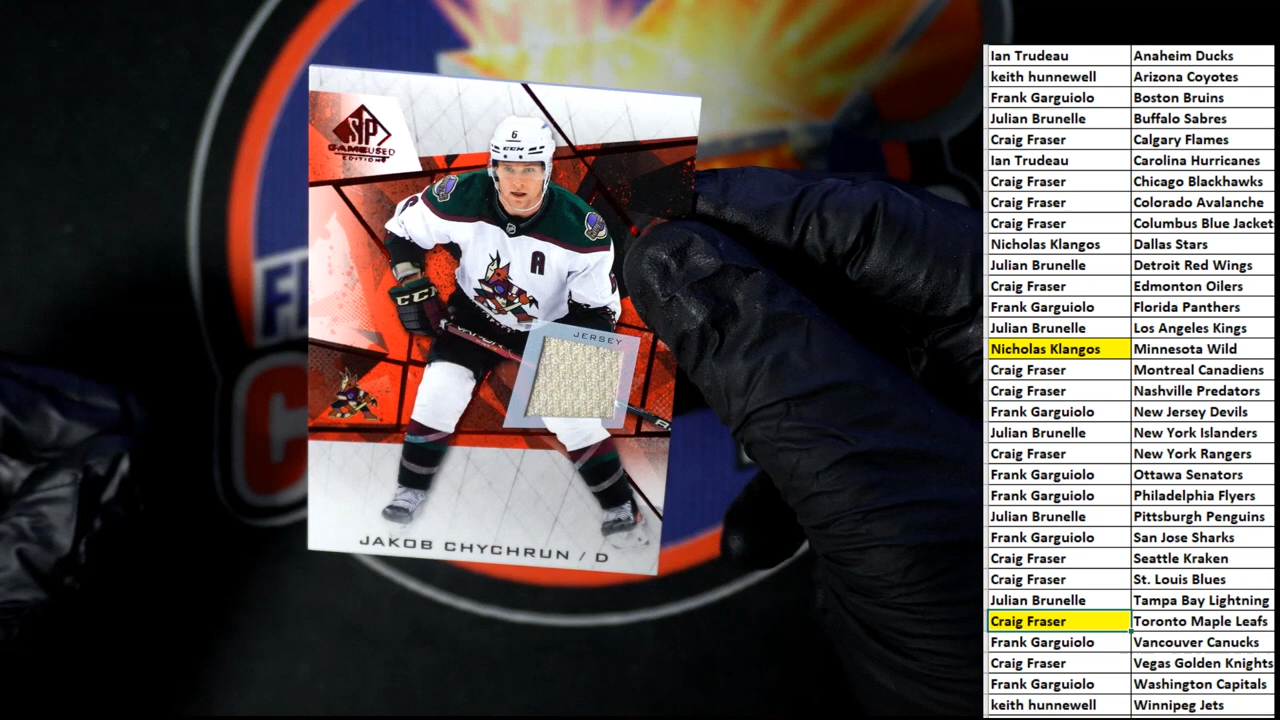 SP
GAME USED
EDITION
6
CCM
A
CCM
JERSEY
JAKOB CHYCHRUN / D
F
C
Ian Trudeau Anaheim Ducks
keith hunnewell Arizona Coyotes
Frank Garguiolo Boston Bruins
Julian Brunelle Buffalo Sabres
Craig Fraser Calgary Flames
Ian Trudeau Carolina Hurricanes
Craig Fraser Chicago Blackhawks
Craig Fraser Colorado Avalanche
Craig Fraser Columbus Blue Jacket
Nicholas Klangos Dallas Stars
Julian Brunelle Detroit Red Wings
Craig Fraser Edmonton Oilers
Frank Garguiolo Florida Panthers
Julian Brunelle Los Angeles Kings
Nicholas Klangos Minnesota Wild
Craig Fraser Montreal Canadiens
Craig Fraser Nashville Predators
Frank Garguiolo New Jersey Devils
Julian Brunelle New York Islanders
Craig Fraser New York Rangers
Frank Garguiolo Ottawa Senators
Frank Garguiolo Philadelphia Flyers
Julian Brunelle Pittsburgh Penguins
Frank Garguiolo San Jose Sharks
Craig Fraser Seattle Kraken
Craig Fraser St. Louis Blues
Julian Brunelle Tampa Bay Lightning
Craig Fraser Toronto Maple Leafs
Frank Garguiolo Vancouver Canucks
Craig Fraser Vegas Golden Knights
Frank Garguiolo Washington Capitals
keith hunnewell Winnipeg Jets